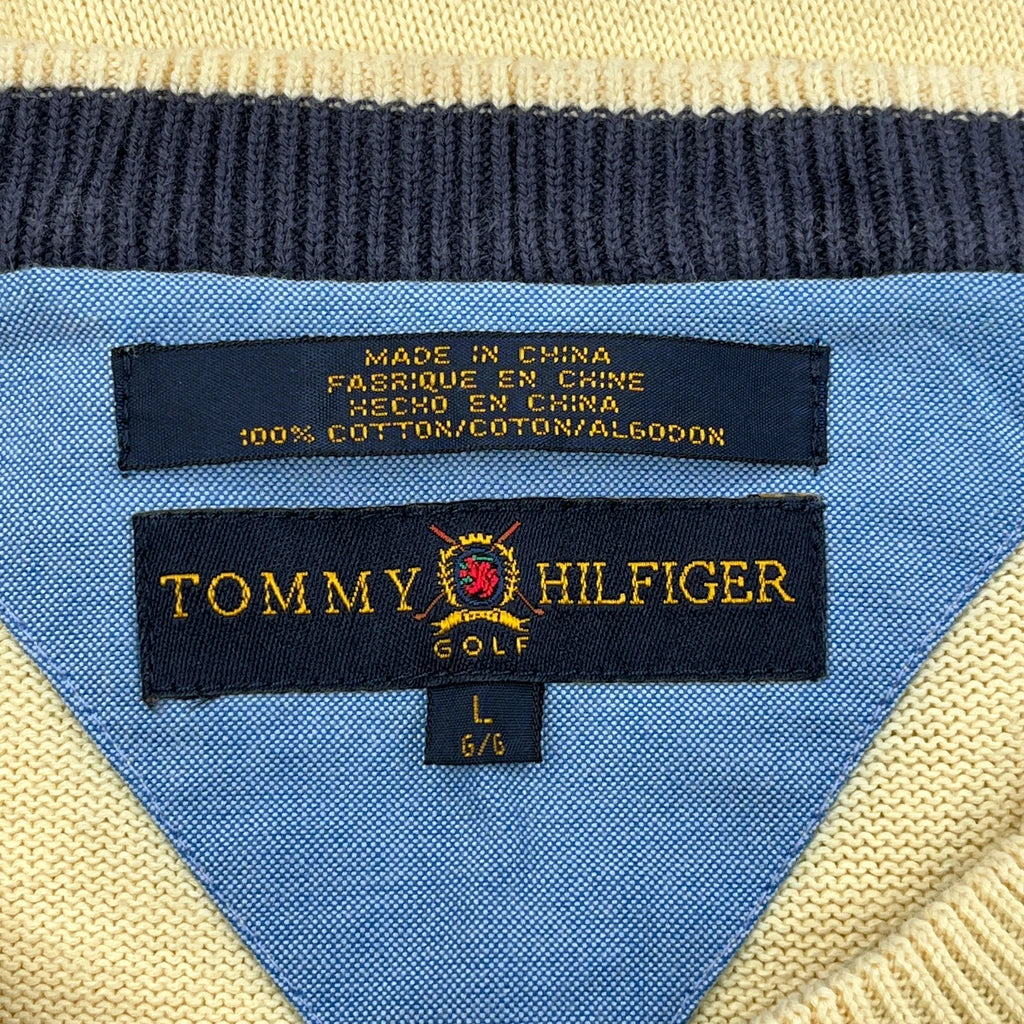 MADE IN CHINA
FABRIQUE EN CHINE
HECHO EN CHINA
100% COTTON/COTON/ALGODON
TOMMY HILFIGER
GOLF
L
G/G